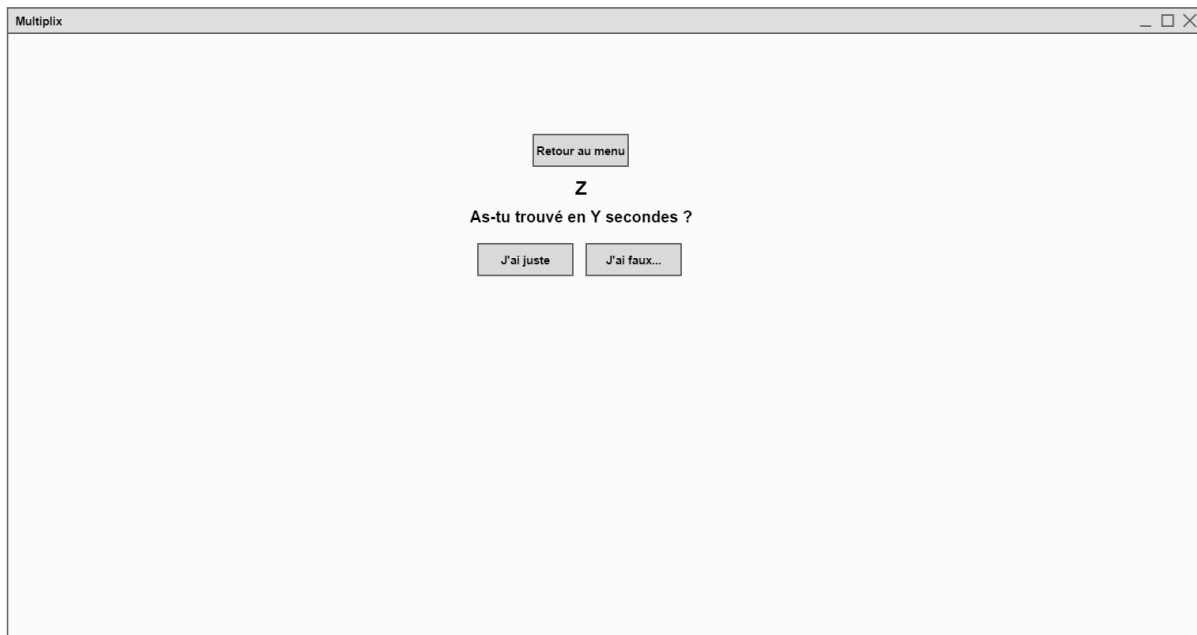 Multiplix
Retour au menu
Z
As-tu trouvé en Y secondes ?
J'ai juste J'ai faux...